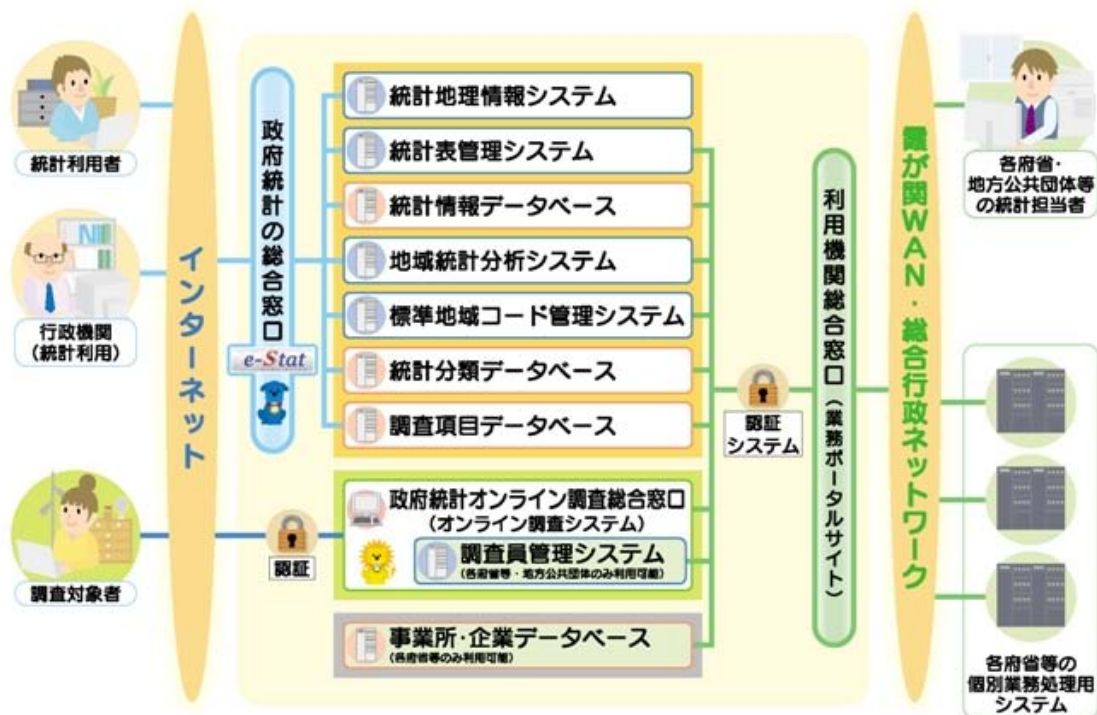 統計利用者
行政機関
(統計利用)
調査対象者
インターネット
政府統計の総合窓口
e-Stat
統計地理情報システム
統計表管理システム
統計情報データベース
地域統計分析システム
標準地域コード管理システム
統計分類データベース
調査項目データベース
認証
政府統計オンライン調査総合窓口
(オンライン調査システム)
調査員管理システム
(各府省等・地方公共団体のみ利用可能)
事業所・企業データベース
(各府省等のみ利用可能)
認証
システム
利用機関総合窓口(業務ポータルサイト)
霞が関WAN・総合行政ネットワーク
各府省・
地方公共団体等
の統計担当者
各府省等の
個別業務処理用
システム